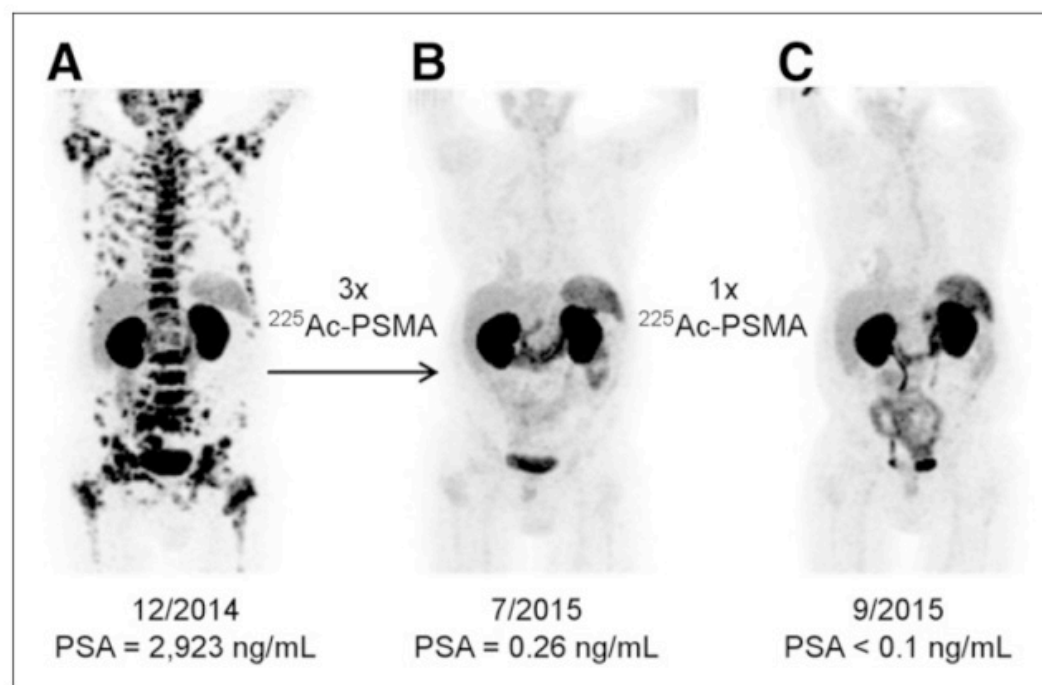 A
B
C
3x
²²⁵Ac-PSMA
1x
²²⁵Ac-PSMA
12/2014
PSA = 2,923 ng/mL
7/2015
PSA = 0.26 ng/mL
9/2015
PSA < 0.1 ng/mL